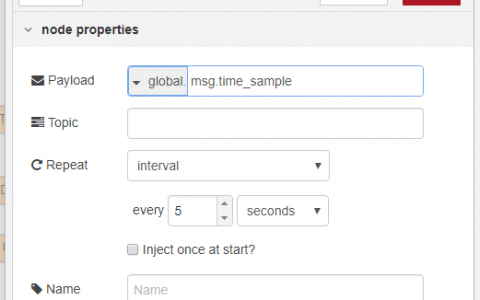 node properties
Payload global. msg.time_sample
Topic
Repeat interval
every 5 seconds
Inject once at start?
Name Name